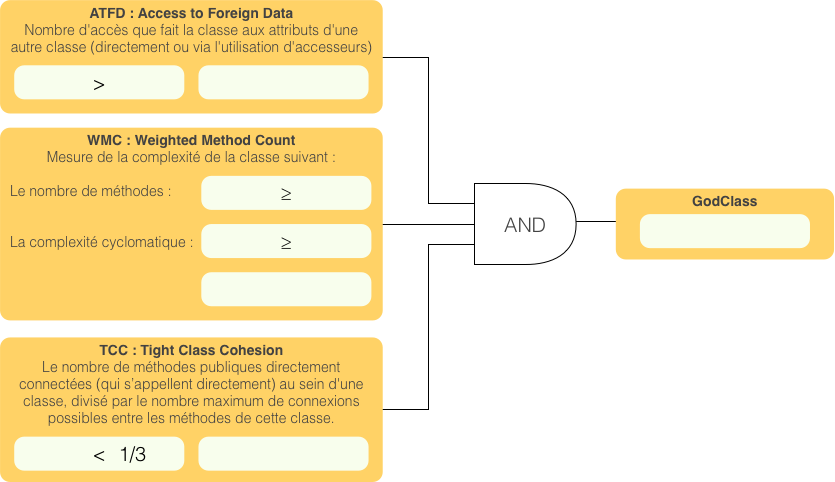 ATFD : Access to Foreign Data
Nombre d'accès que fait la classe aux attributs d'une
autre classe (directement ou via l'utilisation d'accesseurs)
>
WMC : Weighted Method Count
Mesure de la complexité de la classe suivant :
Le nombre de méthodes :
≥
La complexité cyclomatique :
≥
TCC : Tight Class Cohesion
Le nombre de méthodes publiques directement
connectées (qui s'appellent directement) au sein d'une
classe, divisé par le nombre maximum de connexions
possibles entre les méthodes de cette classe.
< 1/3
AND
GodClass